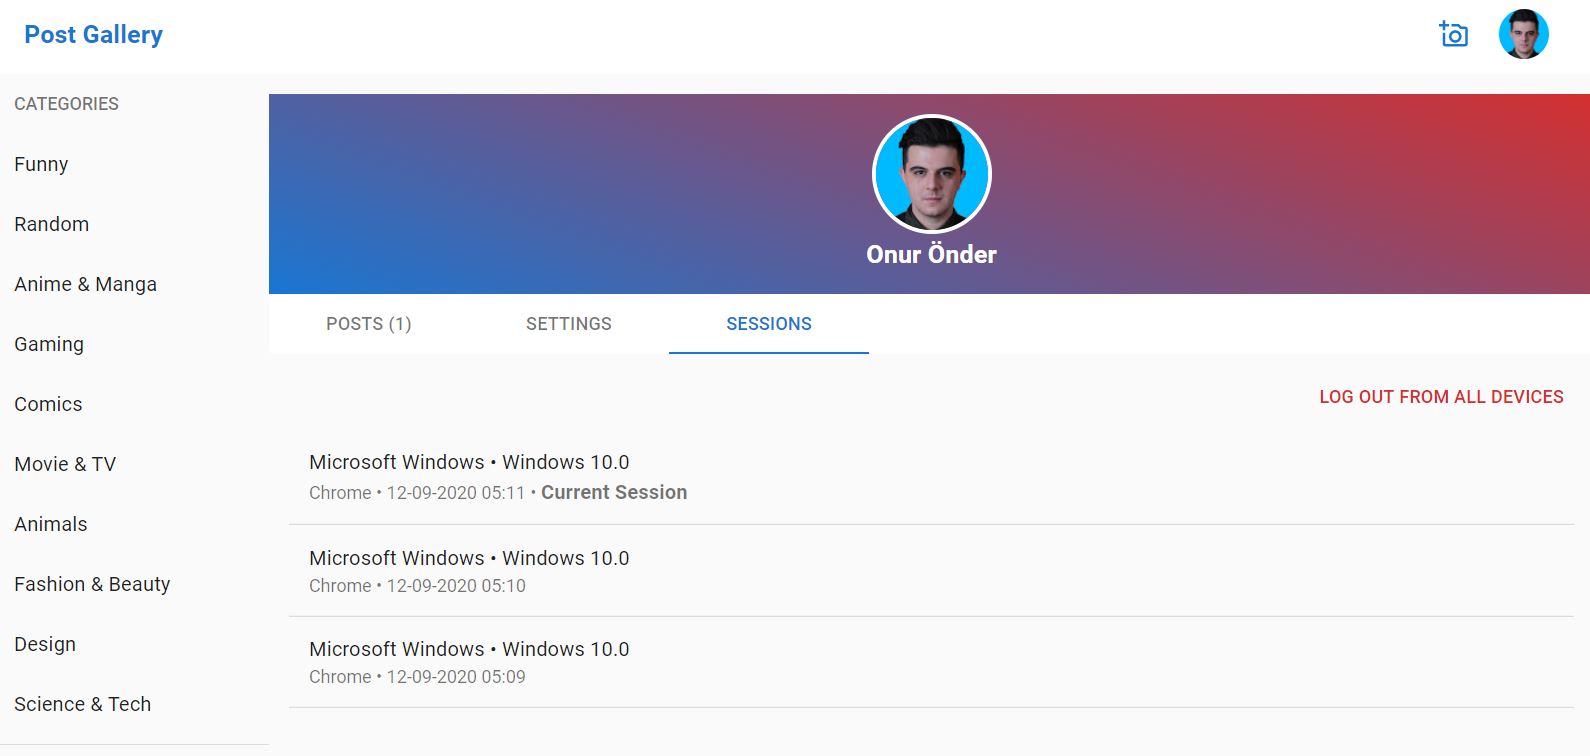 Post Gallery
CATEGORIES
Funny
Random
Anime & Manga
Gaming
Comics
Movie & TV
Animals
Fashion & Beauty
Design
Science & Tech
Onur Önder
POSTS (1)
SETTINGS
SESSIONS
LOG OUT FROM ALL DEVICES
Microsoft Windows • Windows 10.0
Chrome • 12-09-2020 05:11 • Current Session
Microsoft Windows • Windows 10.0
Chrome • 12-09-2020 05:10
Microsoft Windows • Windows 10.0
Chrome • 12-09-2020 05:09